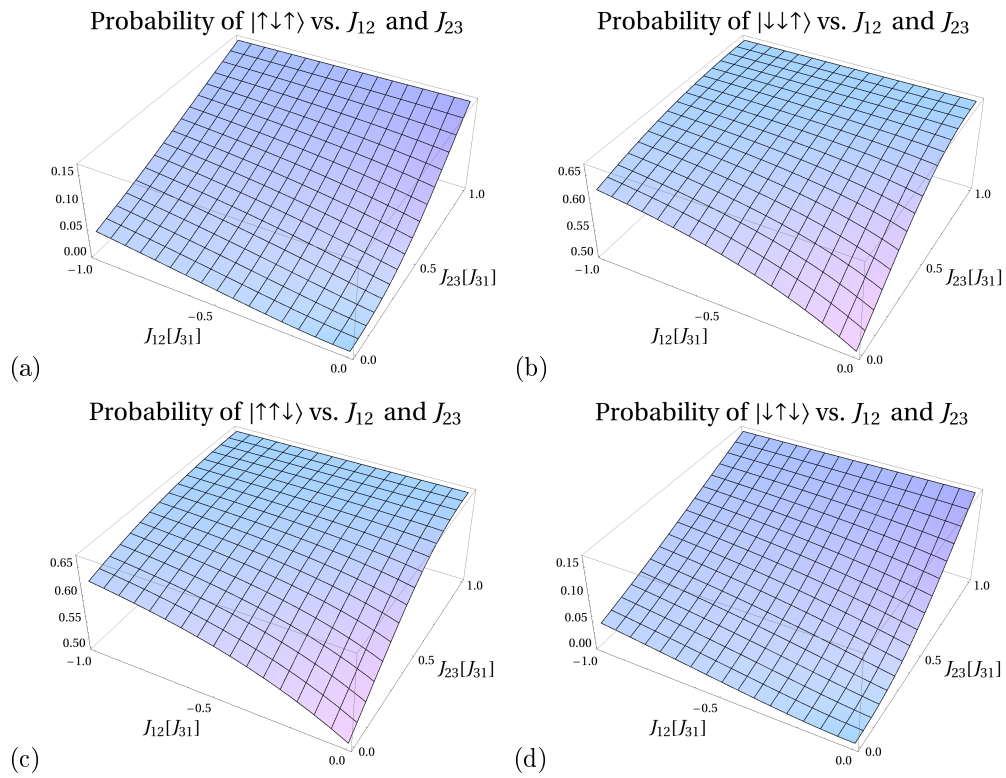 Probability of |↑↓↑⟩ vs. J₁₂ and J₂₃
0.15
0.10
0.05
0.00
−1.0
−0.5
0.0
J₁₂[J₃₁]
0.0
0.5
1.0
J₂₃[J₃₁]
(a)
Probability of |↓↓↑⟩ vs. J₁₂ and J₂₃
0.65
0.60
0.55
0.50
−1.0
−0.5
0.0
J₁₂[J₃₁]
0.0
0.5
1.0
J₂₃[J₃₁]
(b)
Probability of |↑↑↓⟩ vs. J₁₂ and J₂₃
0.65
0.60
0.55
0.50
−1.0
−0.5
0.0
J₁₂[J₃₁]
0.0
0.5
1.0
J₂₃[J₃₁]
(c)
Probability of |↓↑↓⟩ vs. J₁₂ and J₂₃
0.15
0.10
0.05
0.00
−1.0
−0.5
0.0
J₁₂[J₃₁]
0.0
0.5
1.0
J₂₃[J₃₁]
(d)